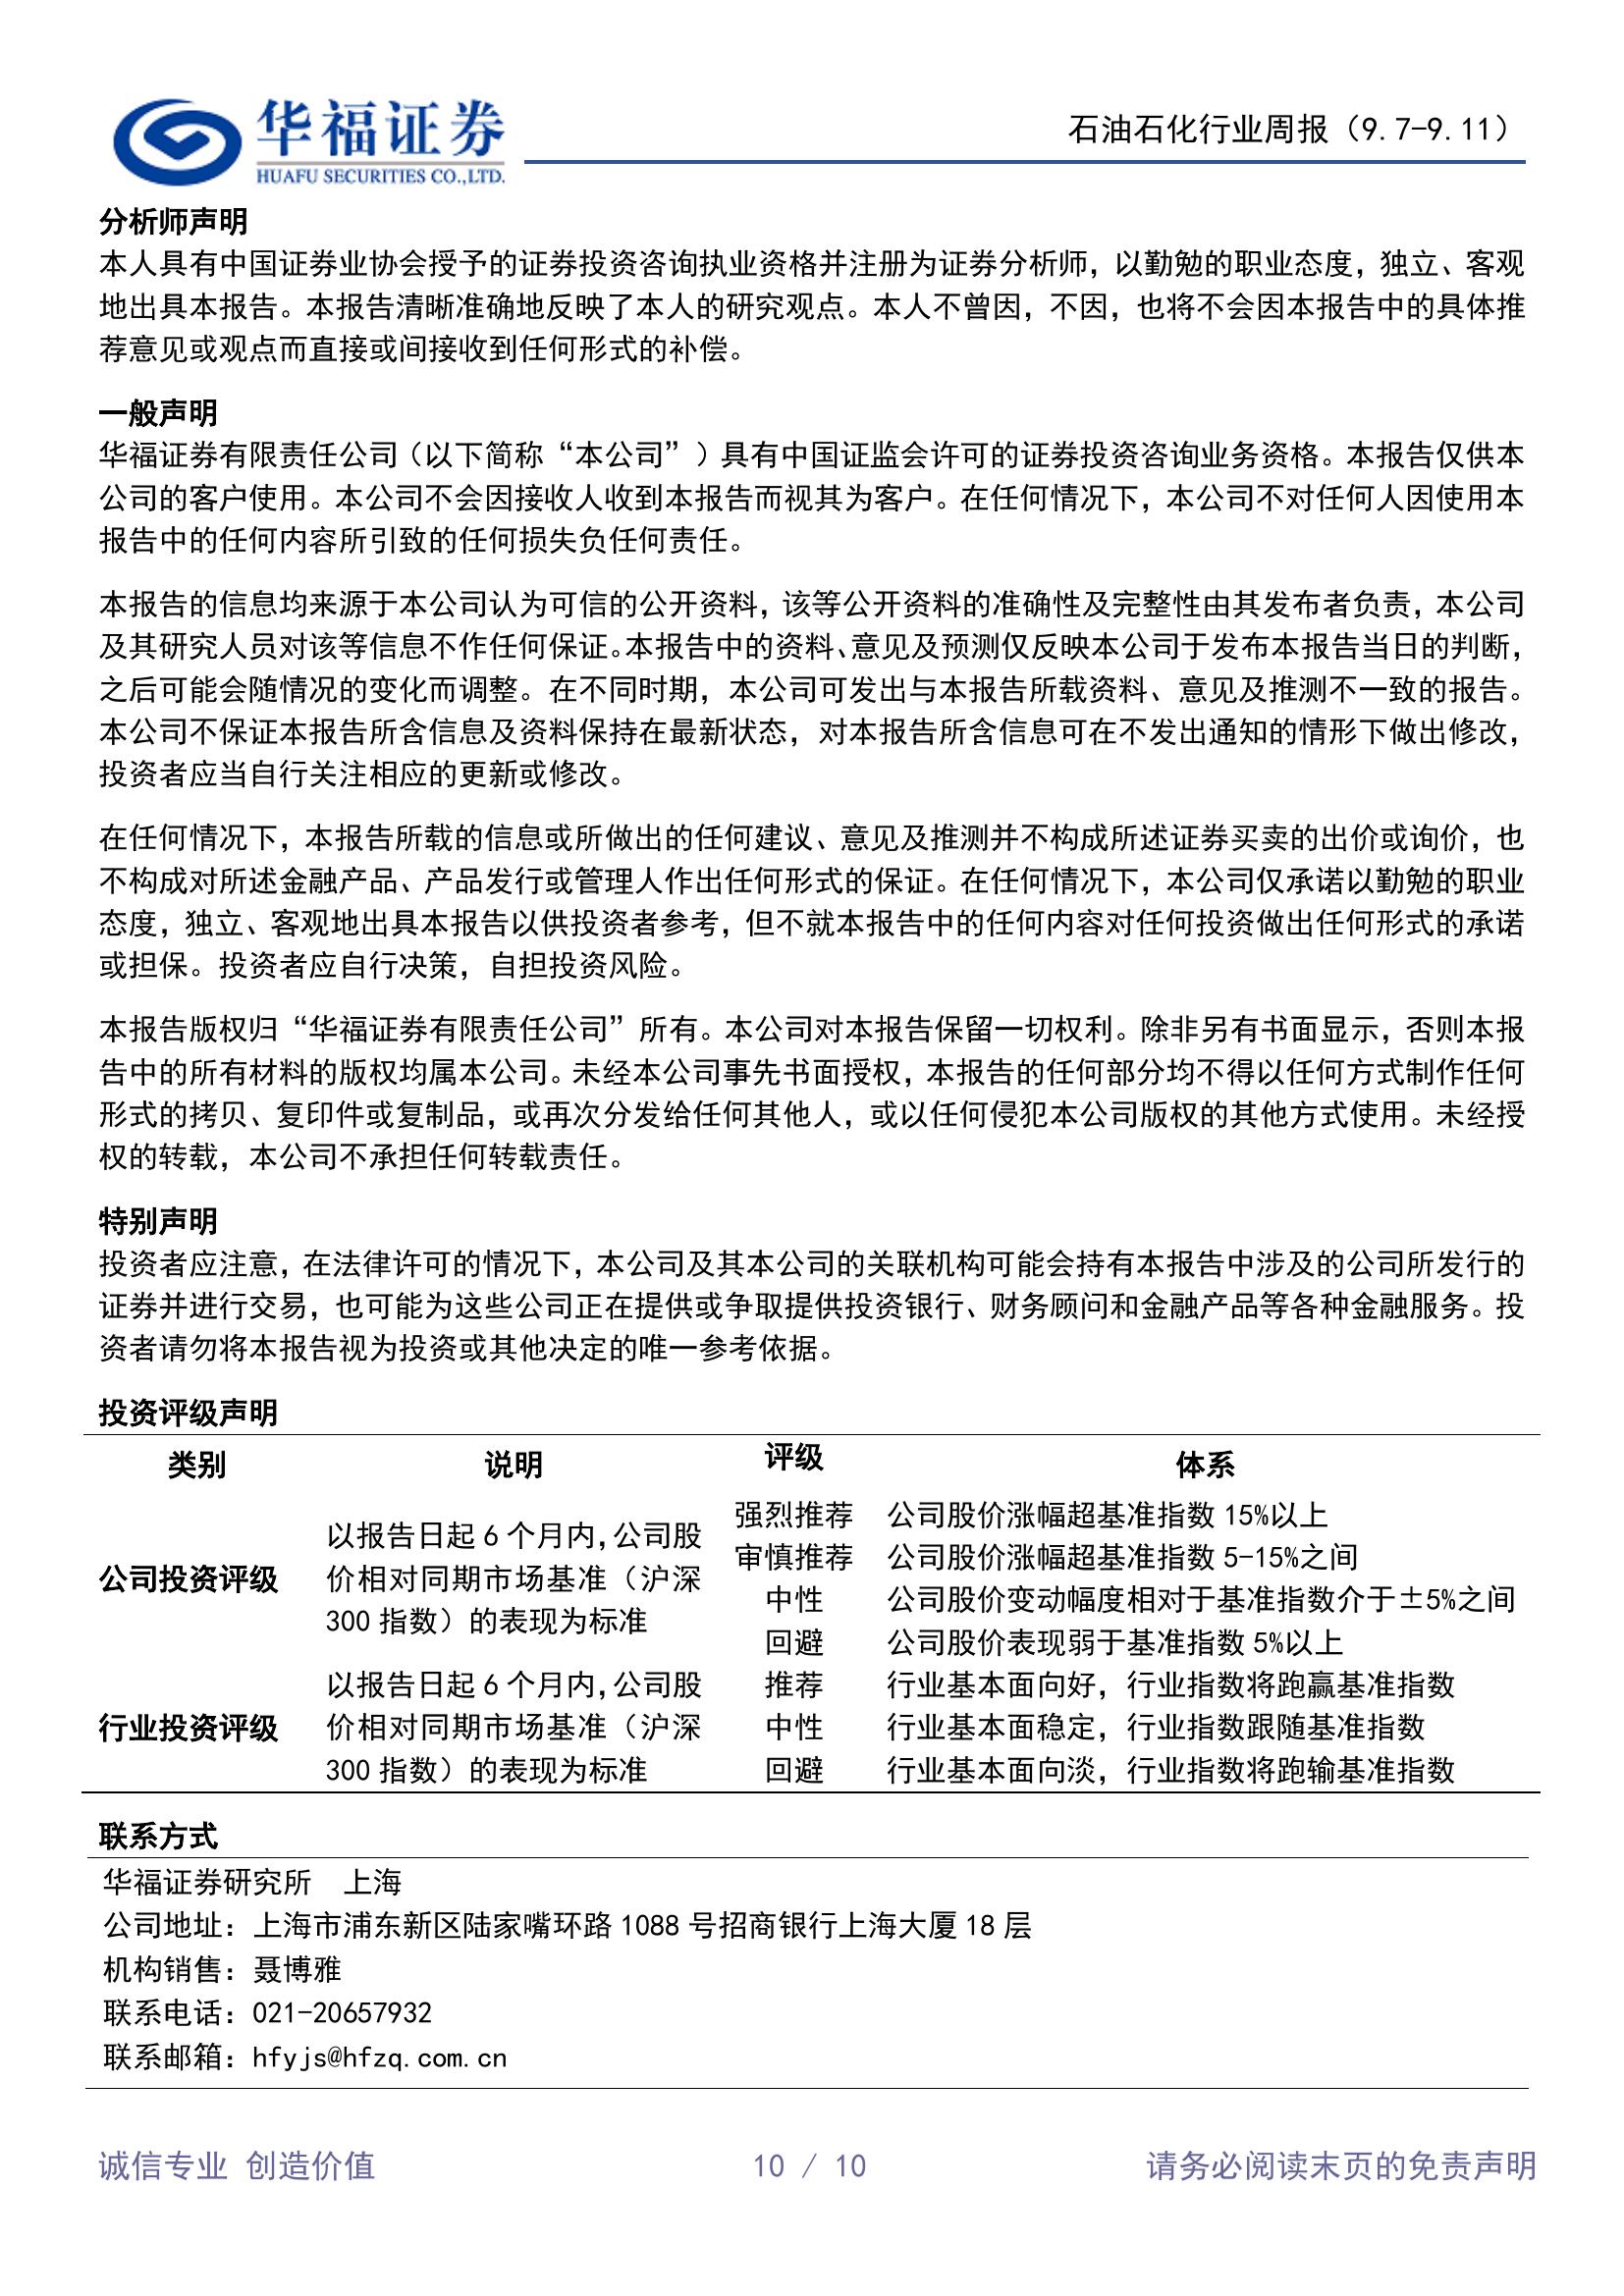 华福证券
HUAFU SECURITIES CO.,LTD.
石油石化行业周报（9.7-9.11）
分析师声明
本人具有中国证券业协会授予的证券投资咨询执业资格并注册为证券分析师，以勤勉的职业态度，独立、客观
地出具本报告。本报告清晰准确地反映了本人的研究观点。本人不曾因，不因，也将不会因本报告中的具体推
荐意见或观点而直接或间接收到任何形式的补偿。
一般声明
华福证券有限责任公司（以下简称“本公司”）具有中国证监会许可的证券投资咨询业务资格。本报告仅供本
公司的客户使用。本公司不会因接收人收到本报告而视其为客户。在任何情况下，本公司不对任何人因使用本
报告中的任何内容所引致的任何损失负任何责任。
本报告的信息均来源于本公司认为可信的公开资料，该等公开资料的准确性及完整性由其发布者负责，本公司
及其研究人员对该等信息不作任何保证。本报告中的资料、意见及预测仅反映本公司于发布本报告当日的判断，
之后可能会随情况的变化而调整。在不同时期，本公司可发出与本报告所载资料、意见及推测不一致的报告。
本公司不保证本报告所含信息及资料保持在最新状态，对本报告所含信息可在不发出通知的情形下做出修改，
投资者应当自行关注相应的更新或修改。
在任何情况下，本报告所载的信息或所做出的任何建议、意见及推测并不构成所述证券买卖的出价或询价，也
不构成对所述金融产品、产品发行或管理人作出任何形式的保证。在任何情况下，本公司仅承诺以勤勉的职业
态度，独立、客观地出具本报告以供投资者参考，但不就本报告中的任何内容对任何投资做出任何形式的承诺
或担保。投资者应自行决策，自担投资风险。
本报告版权归“华福证券有限责任公司”所有。本公司对本报告保留一切权利。除非另有书面显示，否则本报
告中的所有材料的版权均属本公司。未经本公司事先书面授权，本报告的任何部分均不得以任何方式制作任何
形式的拷贝、复印件或复制品，或再次分发给任何其他人，或以任何侵犯本公司版权的其他方式使用。未经授
权的转载，本公司不承担任何转载责任。
特别声明
投资者应注意，在法律许可的情况下，本公司及其本公司的关联机构可能会持有本报告中涉及的公司所发行的
证券并进行交易，也可能为这些公司正在提供或争取提供投资银行、财务顾问和金融产品等各种金融服务。投
资者请勿将本报告视为投资或其他决定的唯一参考依据。
投资评级声明
类别 说明 评级 体系
公司投资评级
以报告日起 6 个月内，公司股
价相对同期市场基准（沪深
300 指数）的表现为标准
强烈推荐 公司股价涨幅超基准指数 15%以上
审慎推荐 公司股价涨幅超基准指数 5-15%之间
中性 公司股价变动幅度相对于基准指数介于±5%之间
回避 公司股价表现弱于基准指数 5%以上
行业投资评级
以报告日起 6 个月内，公司股
价相对同期市场基准（沪深
300 指数）的表现为标准
推荐 行业基本面向好，行业指数将跑赢基准指数
中性 行业基本面稳定，行业指数跟随基准指数
回避 行业基本面向淡，行业指数将跑输基准指数
联系方式
华福证券研究所 上海
公司地址：上海市浦东新区陆家嘴环路 1088 号招商银行上海大厦 18 层
机构销售：聂博雅
联系电话：021-20657932
联系邮箱：hfyjs@hfzq.com.cn
诚信专业 创造价值 10 / 10 请务必阅读末页的免责声明